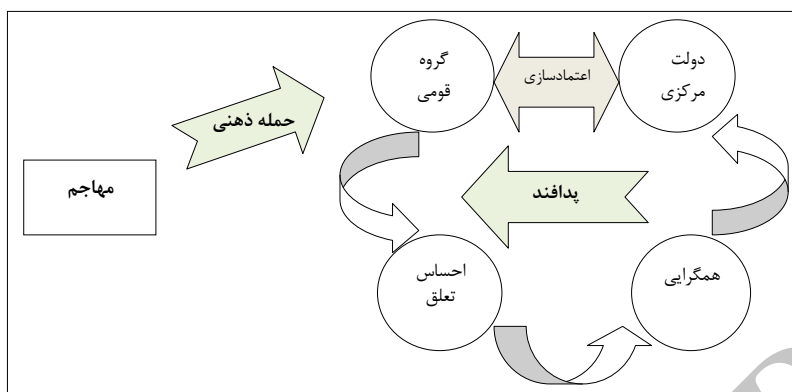 دولت
مرکزی
اعتمادسازی
گروه
قومی
حمله ذهنی
مهاجم
پدافند
احساس
تعلق
همگرایی